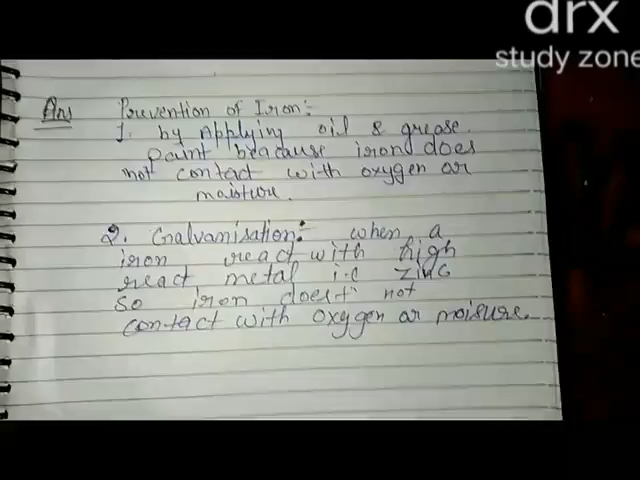 drx
study zone
Ans Prevention of Iron:-
1. by Applying oil & grease.
paint beacause irond does
not contact with oxygen or
moisture.
2. Galvanisation: when a
iron react with high
react metal i.e zinc
so iron does't not
contact with oxygen or moisure.